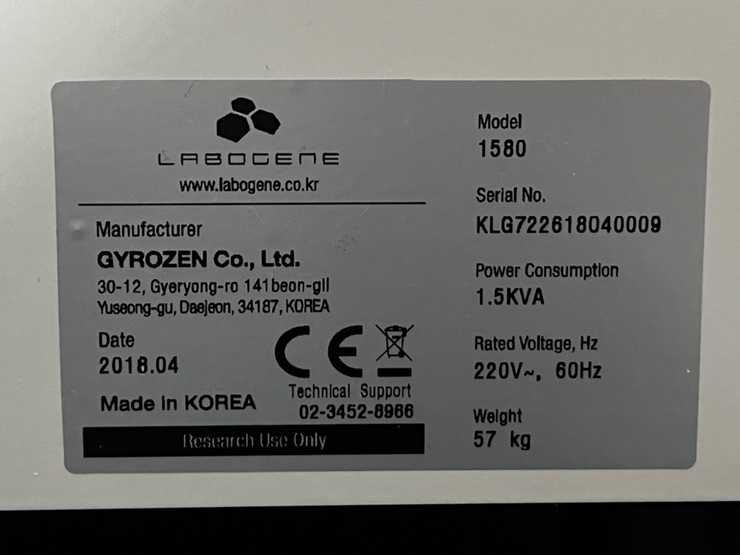 LABOGENE
www.labogene.co.kr
Manufacturer
GYROZEN Co., Ltd.
30-12, Gyeryong-ro 141beon-gil
Yuseong-gu, Daejeon, 34187, KOREA
Date
2018.04
CE
Made in KOREA
Technical Support
02-3452-8966
Research Use Only
Model
1580
Serial No.
KLG722618040009
Power Consumption
1.5KVA
Rated Voltage, Hz
220V~, 60Hz
Weight
57 kg